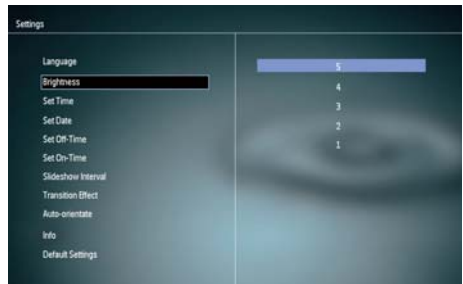 Settings
Language
Brightness
Set Time
Set Date
Set Off-Time
Set On-Time
Slideshow Interval
Transition Effect
Auto-orientate
Info
Default Settings
5
4
3
2
1